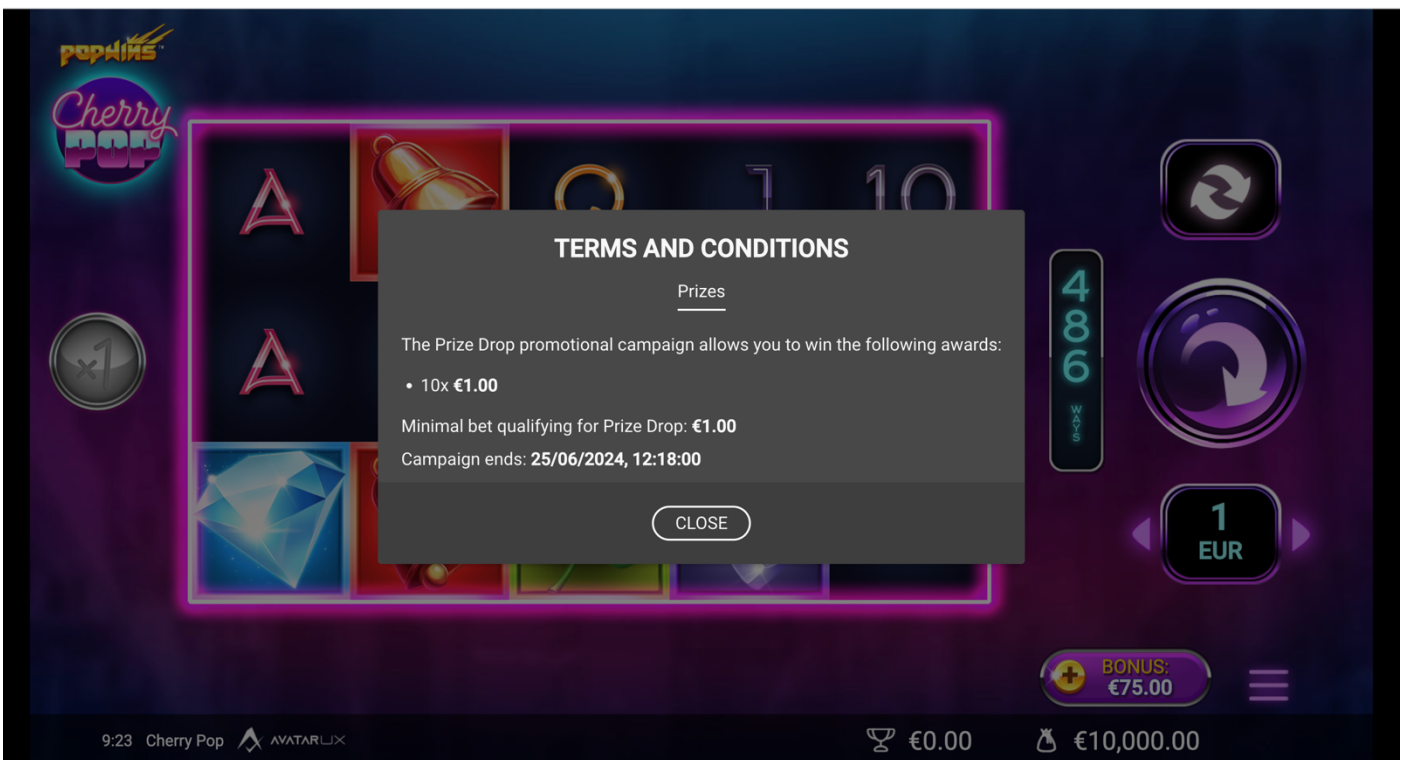 POPWINS™
Cherry
POP
A
Q
J
10
A
x1
TERMS AND CONDITIONS
Prizes
The Prize Drop promotional campaign allows you to win the following awards:
• 10x €1.00
Minimal bet qualifying for Prize Drop: €1.00
Campaign ends: 25/06/2024, 12:18:00
CLOSE
486
WAYS
1
EUR
BONUS:
€75.00
9:23 Cherry Pop AVATARUX
€0.00
€10,000.00